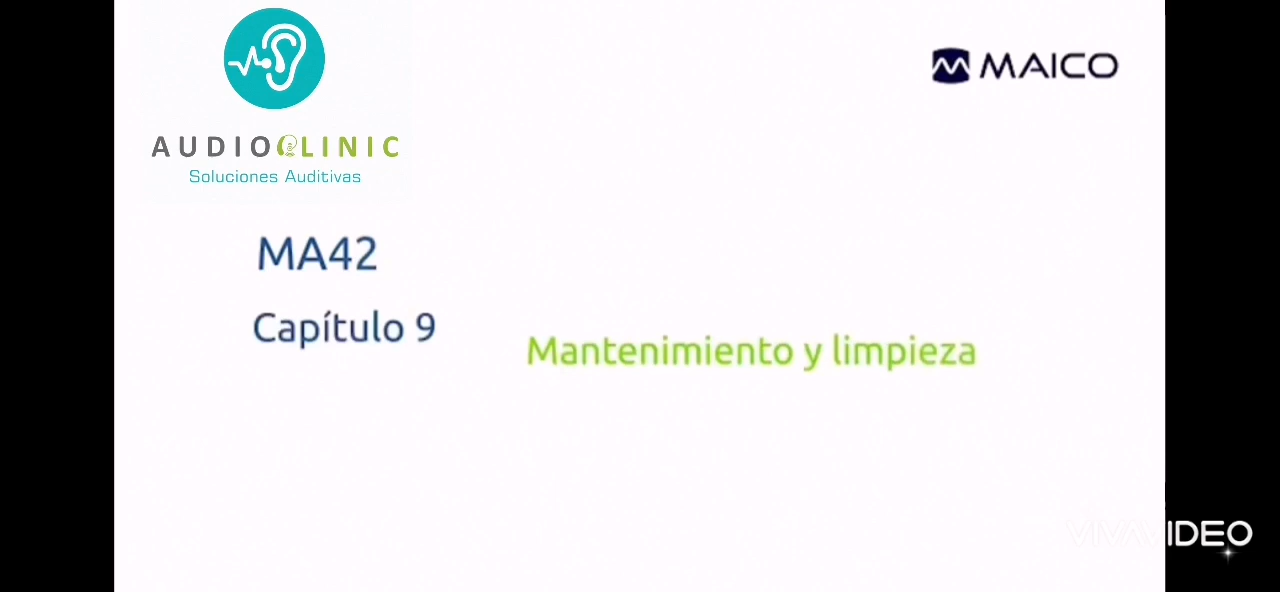 MAICO
AUDIOCLINIC
Soluciones Auditivas
MA42
Capítulo 9
Mantenimiento y limpieza
VIVAVIDEO